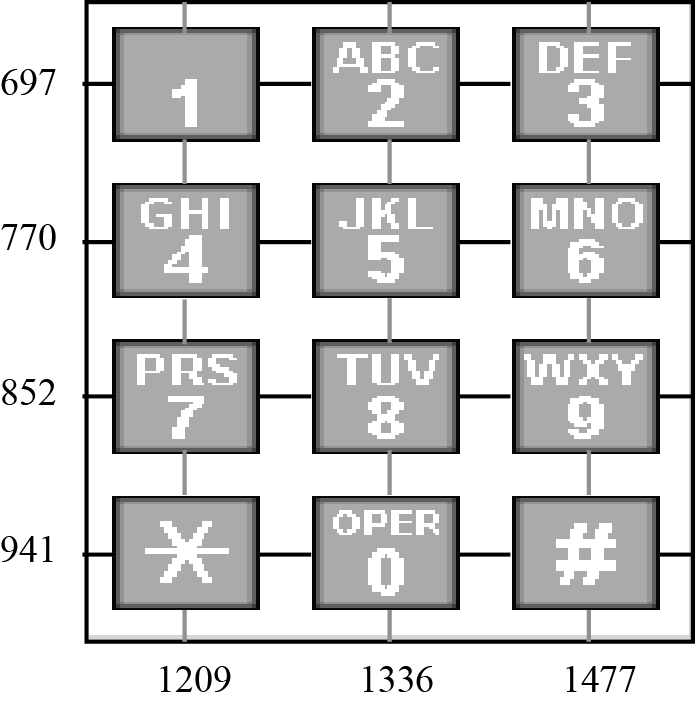 ABC DEF
697 1 2 3
GHI JKL MNO
770 4 5 6
PRS TUV WXY
852 7 8 9
OPER
941 * 0 #
1209 1336 1477